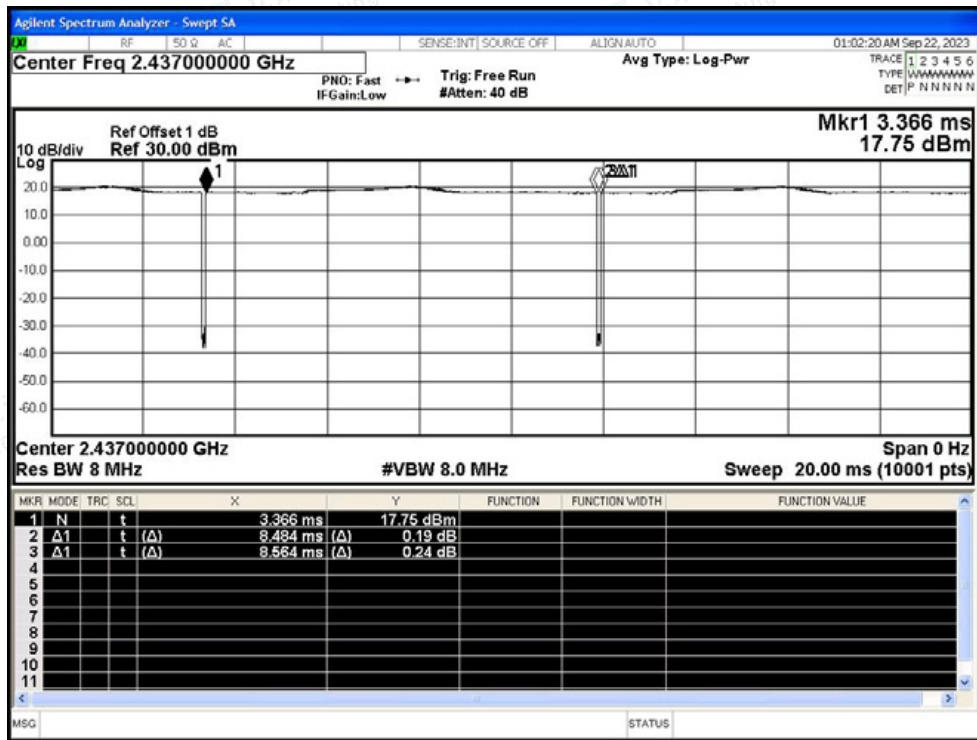 Agilent Spectrum Analyzer - Swept SA
LXI RF 50 Ω AC SENSE:INT SOURCE OFF ALIGN AUTO 01:02:20 AM Sep 22, 2023
Center Freq 2.437000000 GHz
PNO: Fast
IFGain:Low
Trig: Free Run
#Atten: 40 dB
Avg Type: Log-Pwr
TRACE 1 2 3 4 5 6
TYPE WWWWWW
DET P N N N N N
Mkr1 3.366 ms
17.75 dBm
Ref Offset 1 dB
10 dB/div Ref 30.00 dBm
Log
1
20.0
10.0
0.00
-10.0
-20.0
-30.0
-40.0
-50.0
-60.0
Center 2.437000000 GHz Span 0 Hz
Res BW 8 MHz #VBW 8.0 MHz Sweep 20.00 ms (10001 pts)
MKR MODE TRC SCL X Y FUNCTION FUNCTION WIDTH FUNCTION VALUE
1 N t 3.366 ms 17.75 dBm
2 Δ1 t (Δ) 8.484 ms (Δ) 0.19 dB
3 Δ1 t (Δ) 8.564 ms (Δ) 0.24 dB
4
5
6
7
8
9
10
11
MSG STATUS